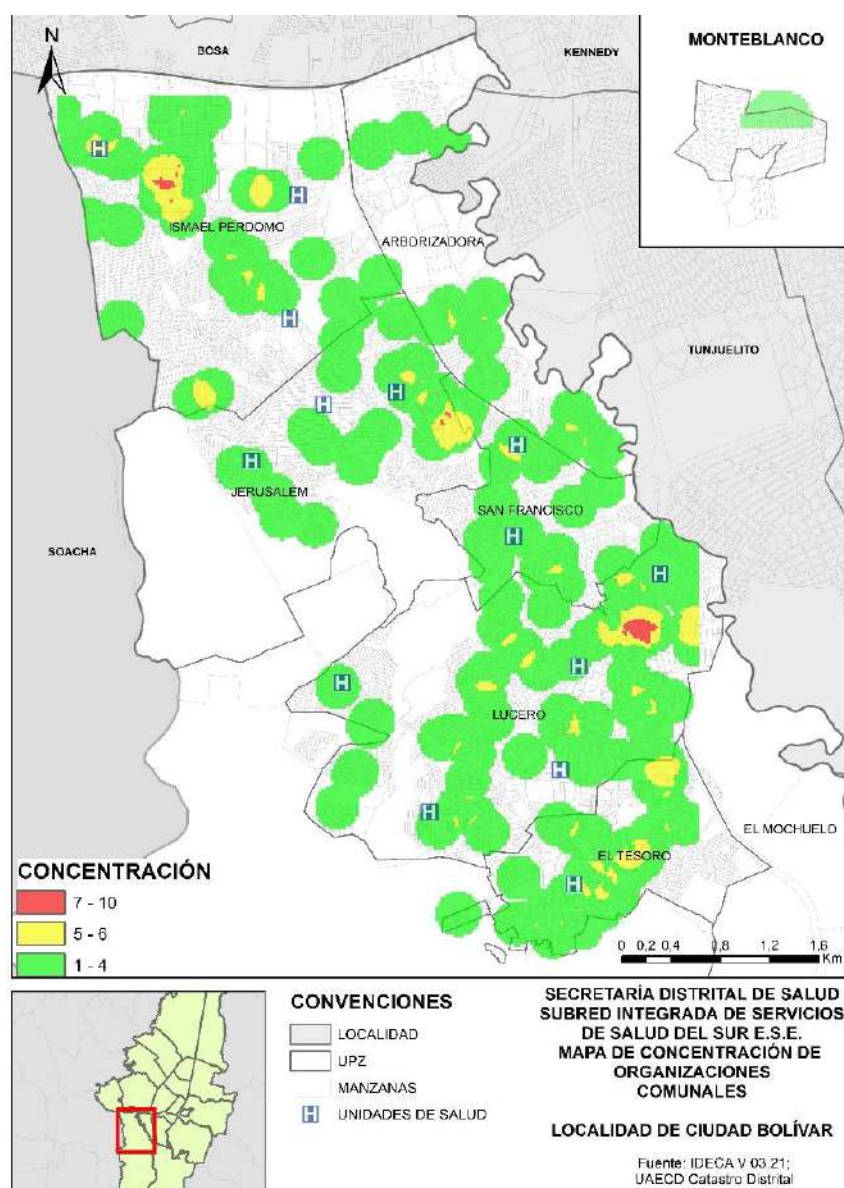 N
BOSA
KENNEDY
MONTEBLANCO
ISMAEL PERDOMO
ARBORIZADORA
TUNJUELITO
JERUSALÉM
SAN FRANCISCO
SOACHA
LUCERO
EL MOCHUELO
EL TESORO
CONCENTRACIÓN
7 - 10
5 - 6
1 - 4
0 0,2 0,4 0,8 1,2 1,6
Km
H
H
H
H
H
H
H
H
H
H
H
H
H
H
CONVENCIONES
LOCALIDAD
UPZ
MANZANAS
H UNIDADES DE SALUD
SECRETARÍA DISTRITAL DE SALUD
SUBRED INTEGRADA DE SERVICIOS
DE SALUD DEL SUR E.S.E.
MAPA DE CONCENTRACIÓN DE
ORGANIZACIONES
COMUNALES
LOCALIDAD DE CIUDAD BOLÍVAR
Fuente: IDECA V 03.21;
UAECD Catastro Distrital